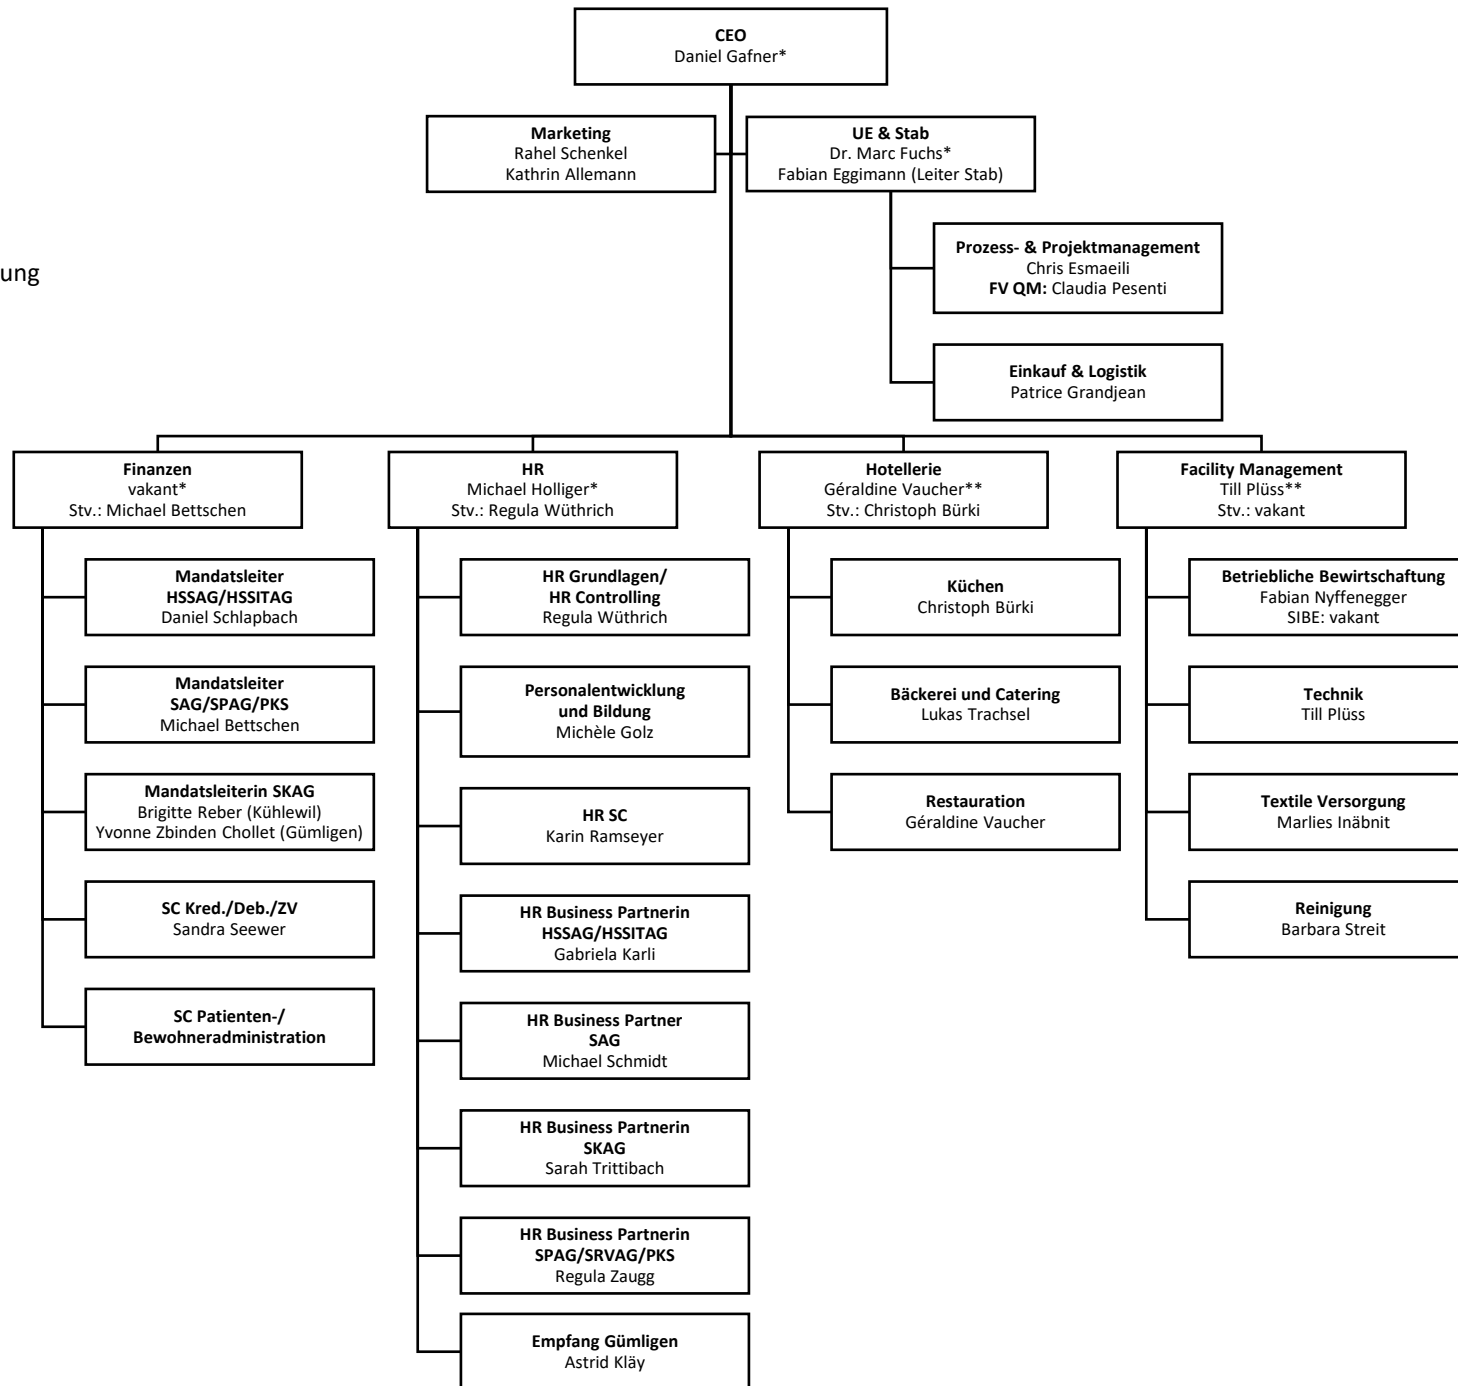 CEO
Daniel Gafner*
Marketing
Rahel Schenkel
Kathrin Allemann
UE & Stab
Dr. Marc Fuchs*
Fabian Eggimann (Leiter Stab)
Prozess- & Projektmanagement
Chris Esmaeili
FV QM: Claudia Pesenti
ung
Einkauf & Logistik
Patrice Grandjean
Finanzen
vakant*
Stv.: Michael Bettschen
Mandatsleiter
HSSAG/HSSITAG
Daniel Schlapbach
Mandatsleiter
SAG/SPAG/PKS
Michael Bettschen
Mandatsleiterin SKAG
Brigitte Reber (Kühlewil)
Yvonne Zbinden Chollet (Gümligen)
SC Kred./Deb./ZV
Sandra Seewer
SC Patienten-/
Bewohneradministration
HR
Michael Holliger*
Stv.: Regula Wüthrich
HR Grundlagen/
HR Controlling
Regula Wüthrich
Personalentwicklung
und Bildung
Michèle Golz
HR SC
Karin Ramseyer
HR Business Partnerin
HSSAG/HSSITAG
Gabriela Karli
HR Business Partner
SAG
Michael Schmidt
HR Business Partnerin
SKAG
Sarah Trittibach
HR Business Partnerin
SPAG/SRVAG/PKS
Regula Zaugg
Empfang Gümligen
Astrid Kläy
Hotellerie
Géraldine Vaucher**
Stv.: Christoph Bürki
Küchen
Christoph Bürki
Bäckerei und Catering
Lukas Trachsel
Restauration
Géraldine Vaucher
Facility Management
Till Plüss**
Stv.: vakant
Betriebliche Bewirtschaftung
Fabian Nyffenegger
SIBE: vakant
Technik
Till Plüss
Textile Versorgung
Marlies Inäbnit
Reinigung
Barbara Streit